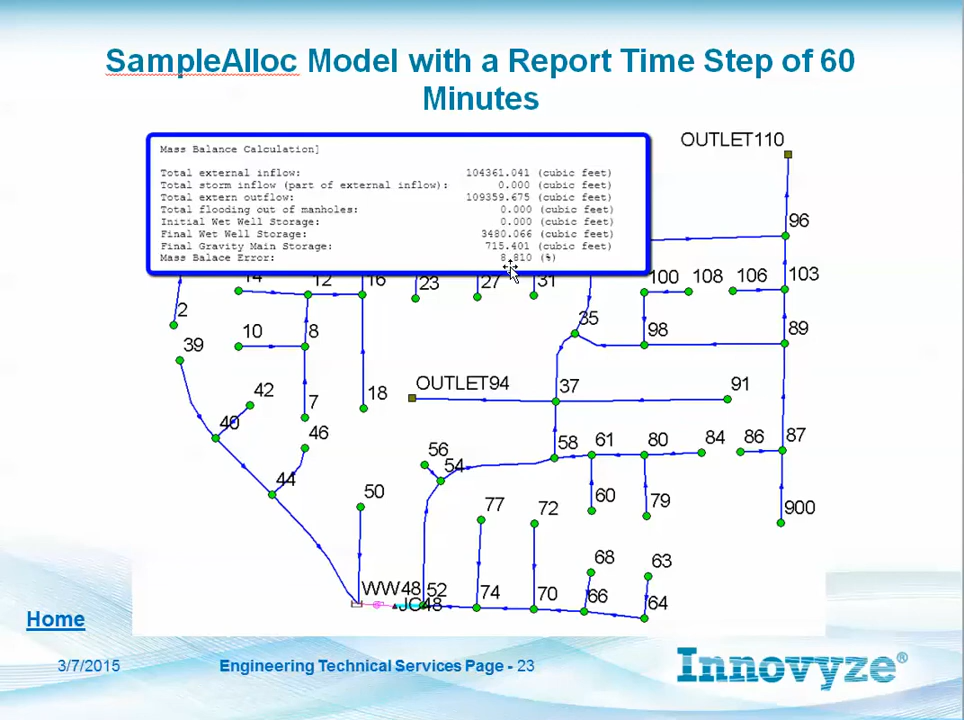 SampleAlloc Model with a Report Time Step of 60
Minutes
Mass Balance Calculation]
Total external inflow: 104361.041 (cubic feet)
Total storm inflow (part of external inflow): 0.000 (cubic feet)
Total extern outflow: 109359.675 (cubic feet)
Total flooding out of manholes: 0.000 (cubic feet)
Initial Wet Well Storage: 0.000 (cubic feet)
Final Wet Well Storage: 3480.066 (cubic feet)
Final Gravity Main Storage: 715.401 (cubic feet)
Mass Balace Error: 8.810 (%)
OUTLET110
96
12
16
23
27
31
100
108
106
103
2
35
98
89
39
10
8
OUTLET94
37
91
42
18
7
40
46
56
54
58
61
80
84
86
87
44
50
77
72
60
79
900
68
63
WW48
52
JC48
74
70
66
64
Home
3/7/2015
Engineering Technical Services Page - 23
Innovyze®